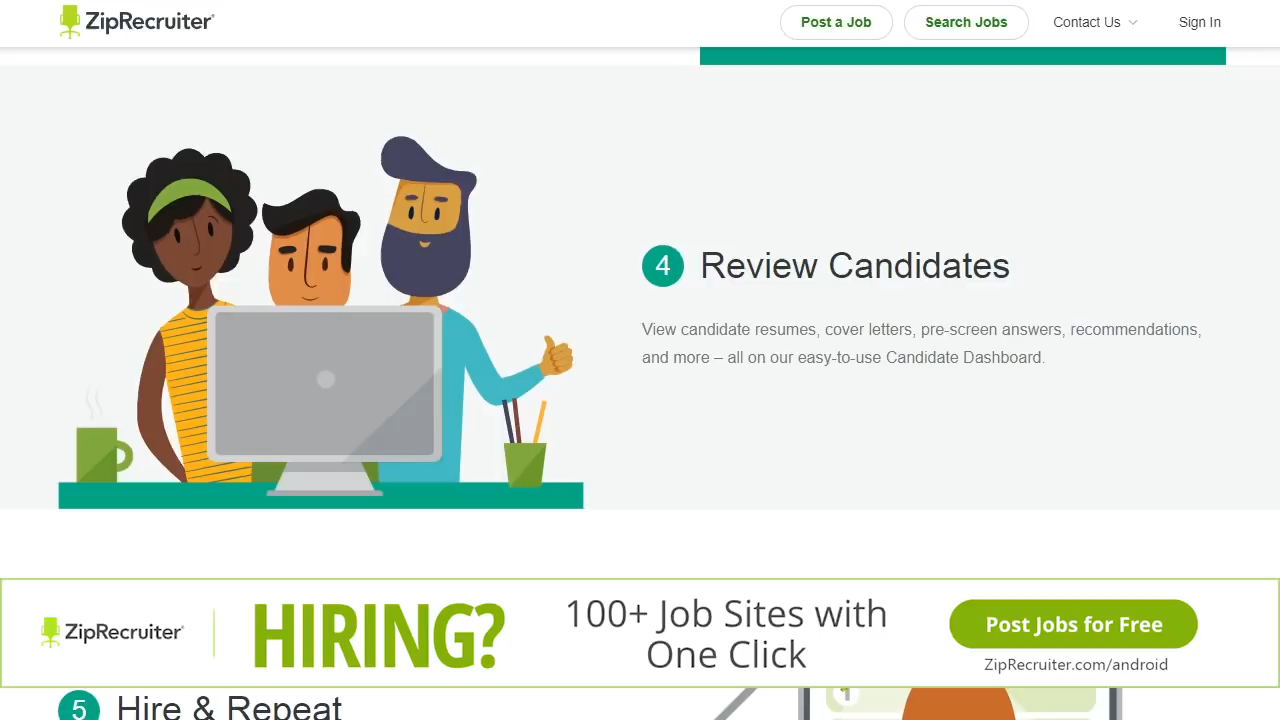 ZipRecruiter
Post a Job
Search Jobs
Contact Us
Sign In
4 Review Candidates
View candidate resumes, cover letters, pre-screen answers, recommendations,
and more – all on our easy-to-use Candidate Dashboard.
ZipRecruiter
HIRING?
100+ Job Sites with
One Click
Post Jobs for Free
ZipRecruiter.com/android
5 Hire & Repeat